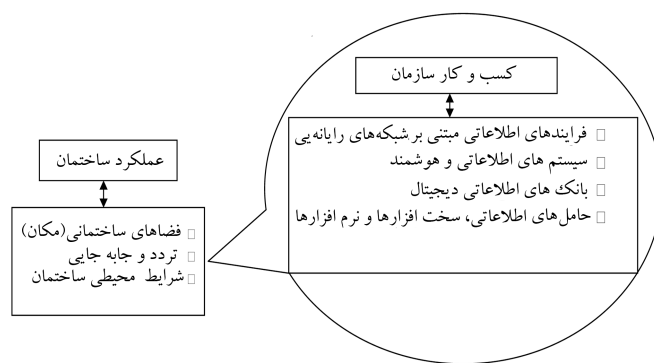 کسب و کار سازمان
فرایندهای اطلاعاتی مبتنی بر شبکه‌های رایانه‌یی
سیستم های اطلاعاتی و هوشمند
بانک های اطلاعاتی دیجیتال
حامل‌های اطلاعاتی، سخت افزارها و نرم افزارها
عملکرد ساختمان
فضاهای ساختمانی(مکان)
تردد و جابه جایی
شرایط محیطی ساختمان